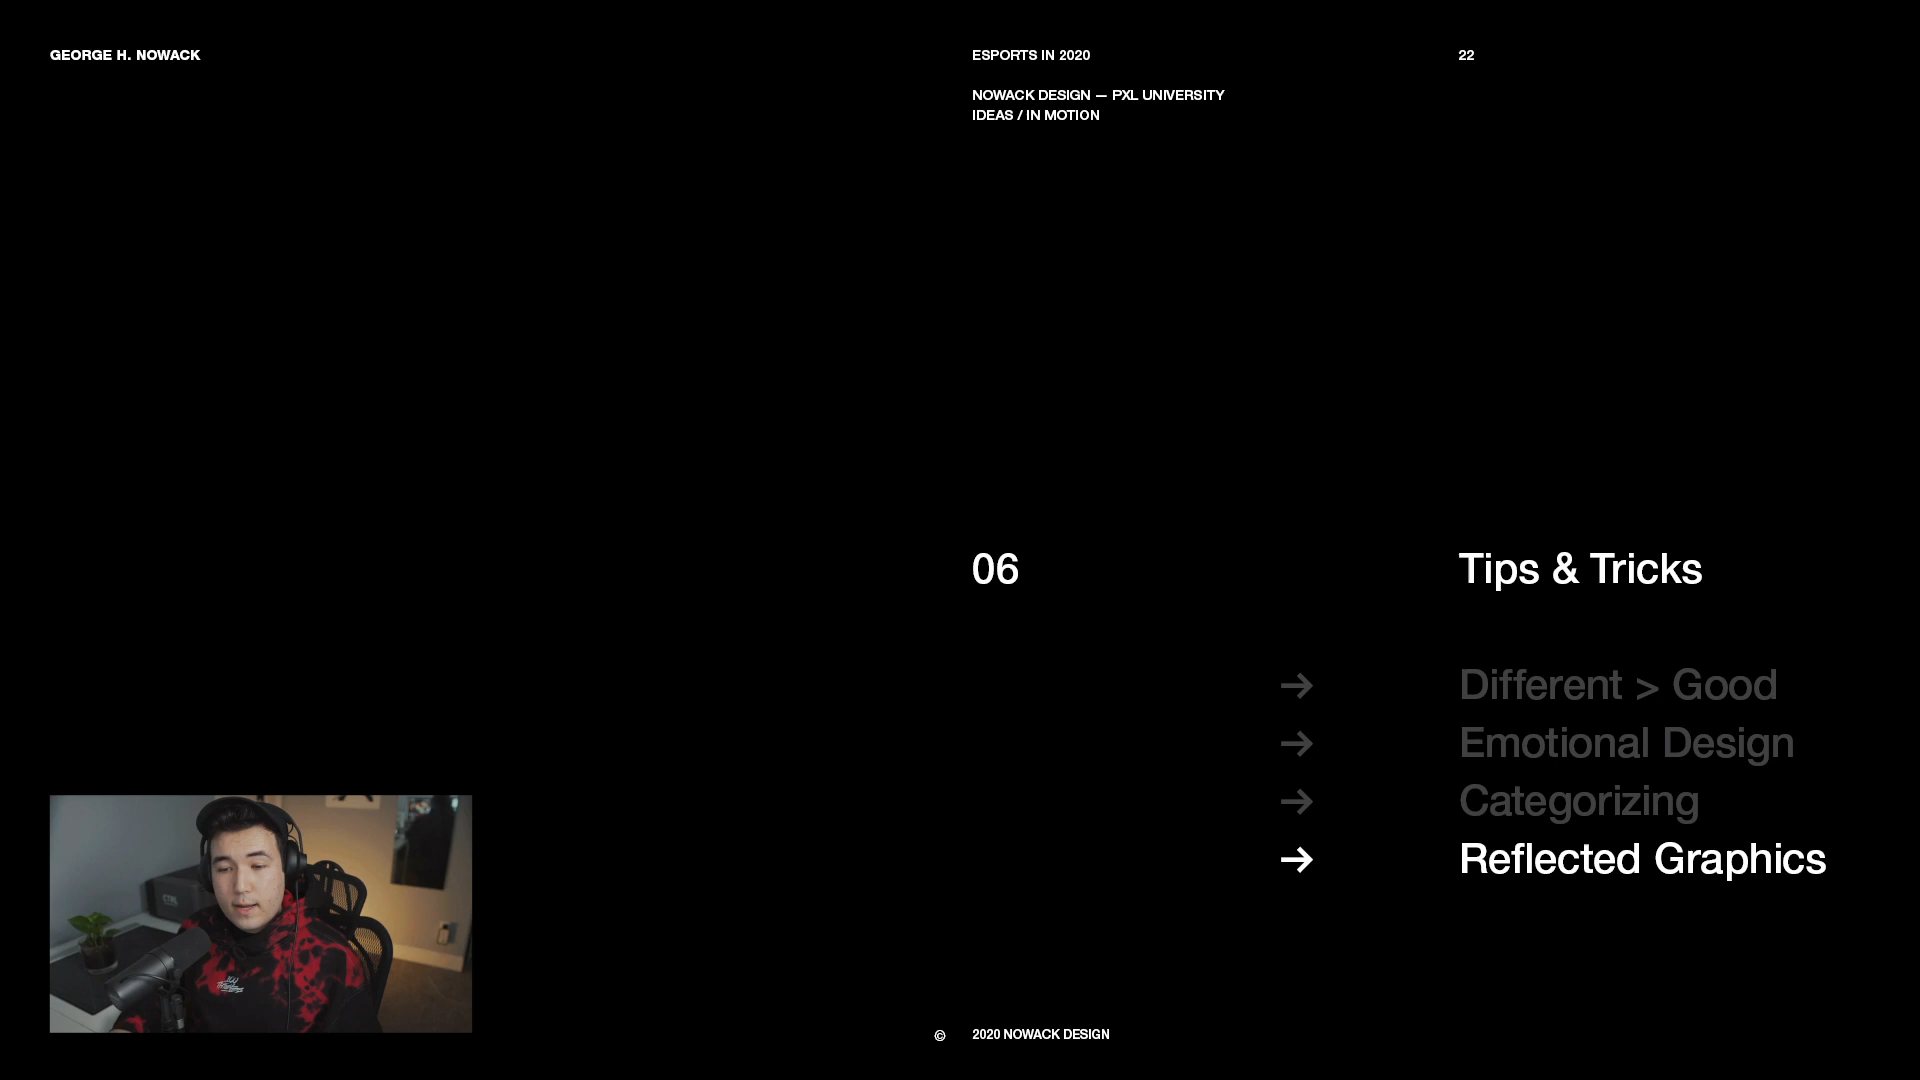 GEORGE H. NOWACK
ESPORTS IN 2020
22
NOWACK DESIGN — PXL UNIVERSITY
IDEAS / IN MOTION
06
Tips & Tricks
→ Different > Good
→ Emotional Design
→ Categorizing
→ Reflected Graphics
CTRL
© 2020 NOWACK DESIGN